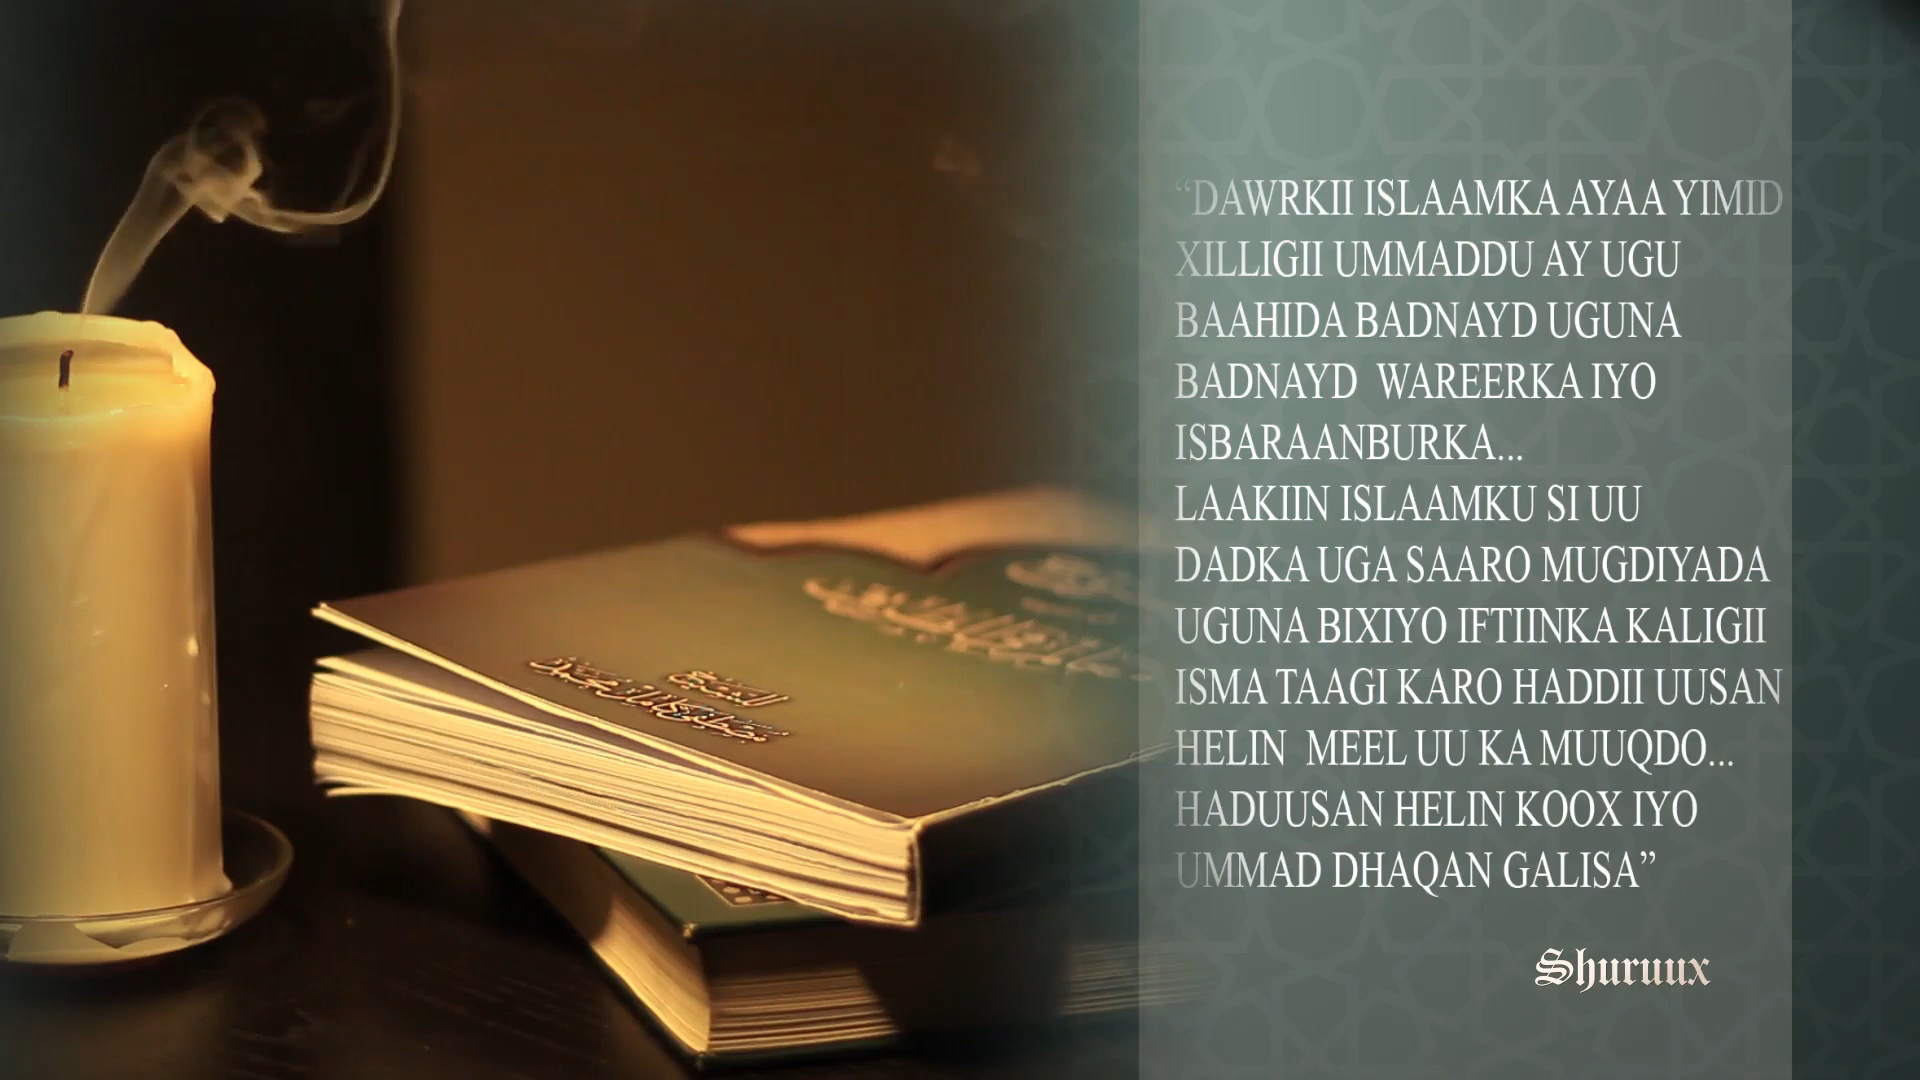 “DAWRKII ISLAAMKA AYAA YIMID
XILLIGII UMMADDU AY UGU
BAAHIDA BADNAYD UGUNA
BADNAYD  WAREERKA IYO
ISBARAANBURKA...
LAAKIIN ISLAAMKU SI UU
DADKA UGA SAARO MUGDIYADA
UGUNA BIXIYO IFTIINKA KALIGII
ISMA TAAGI KARO HADDII UUSAN
HELIN  MEEL UU KA MUUQDO...
HADUUSAN HELIN KOOX IYO
UMMAD DHAQAN GALISA”
Shuruux